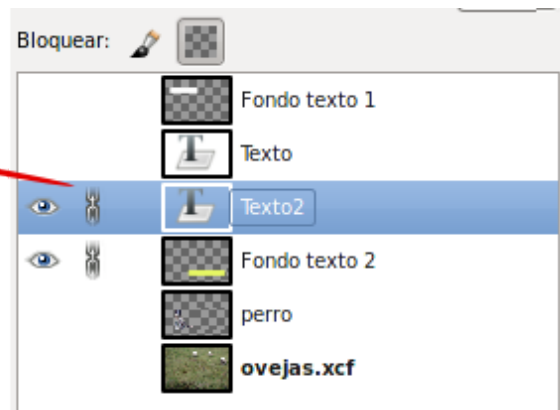 Bloquear:
Fondo texto 1
Texto
Texto2
Fondo texto 2
perro
ovejas.xcf